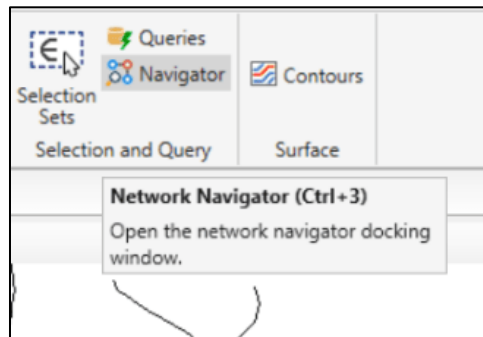 Queries
Navigator
Selection
Sets
Contours
Selection and Query
Surface
Network Navigator (Ctrl+3)
Open the network navigator docking
window.